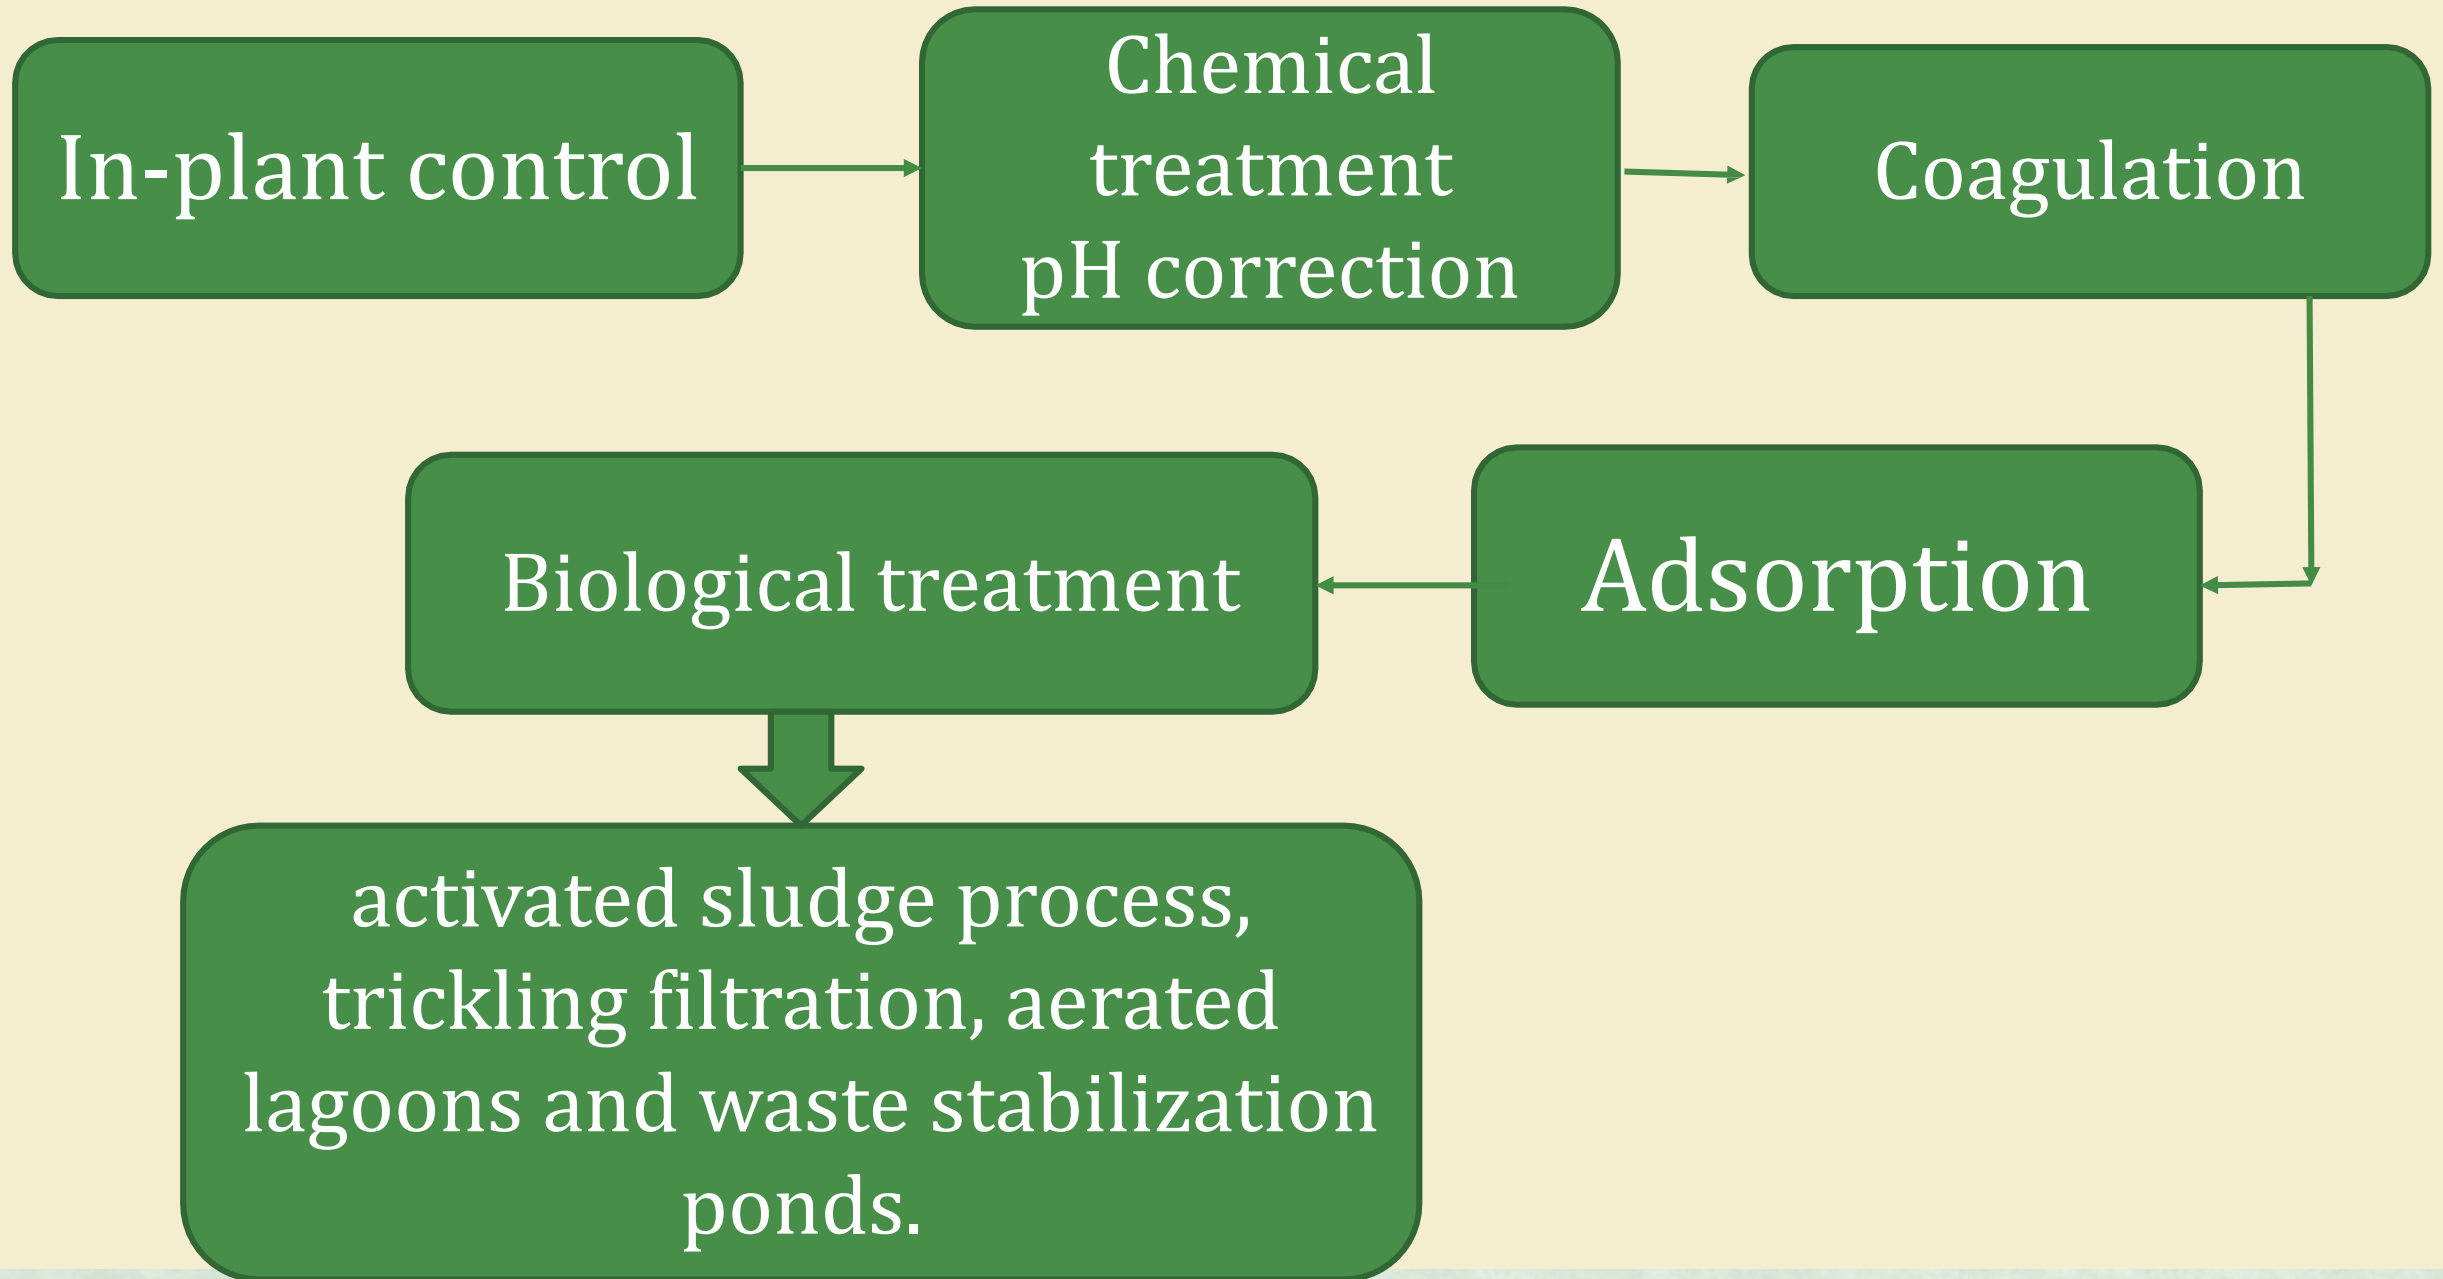 In-plant control
Chemical
treatment
pH correction
Coagulation
Adsorption
Biological treatment
activated sludge process,
trickling filtration, aerated
lagoons and waste stabilization
ponds.